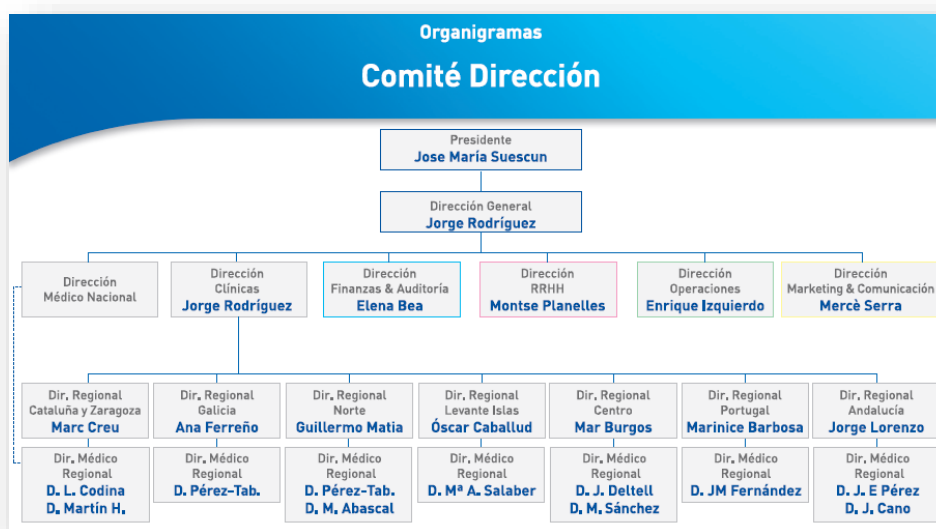 Organigramas
Comité Dirección
Presidente
Jose María Suescun
Dirección General
Jorge Rodríguez
Dirección
Médico Nacional
Dirección
Clínicas
Jorge Rodríguez
Dirección
Finanzas & Auditoría
Elena Bea
Dirección
RRHH
Montse Planelles
Dirección
Operaciones
Enrique Izquierdo
Dirección
Marketing & Comunicación
Mercè Serra
Dir. Regional
Cataluña y Zaragoza
Marc Creu
Dir. Regional
Galicia
Ana Ferreño
Dir. Regional
Norte
Guillermo Matia
Dir. Regional
Levante Islas
Óscar Caballud
Dir. Regional
Centro
Mar Burgos
Dir. Regional
Portugal
Marinice Barbosa
Dir. Regional
Andalucía
Jorge Lorenzo
Dir. Médico
Regional
D. L. Codina
D. Martín H.
Dir. Médico
Regional
D. Pérez-Tab.
Dir. Médico
Regional
D. Pérez-Tab.
D. M. Abascal
Dir. Médico
Regional
D. Mª A. Salaber
Dir. Médico
Regional
D. J. Deltell
D. M. Sánchez
Dir. Médico
Regional
D. JM Fernández
Dir. Médico
Regional
D. J. E Pérez
D. J. Cano